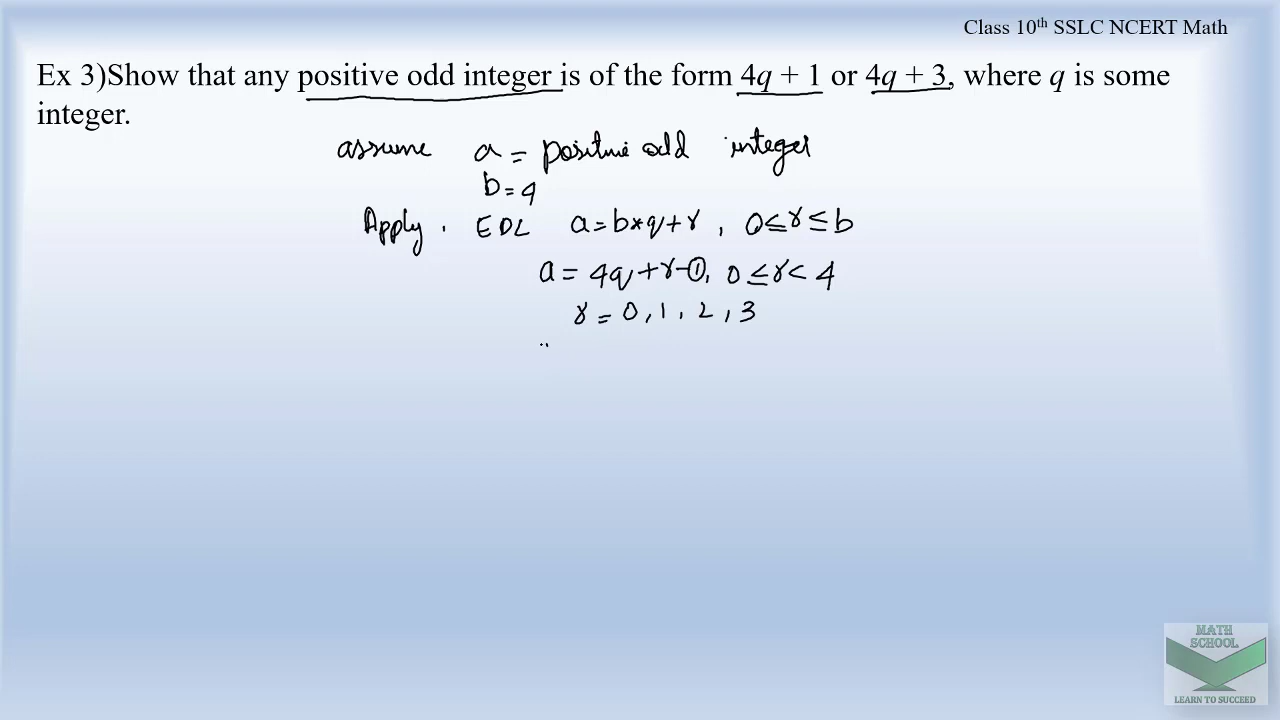 Class 10th SSLC NCERT Math
Ex 3)Show that any positive odd integer is of the form 4q + 1 or 4q + 3, where q is some
integer.
assume a = positive odd integer
b = 4
Apply . EDL a = b*q+r , 0≤r≤b
a = 4q+r-①, 0≤r< 4
r = 0, 1, 2, 3
MATH
SCHOOL
LEARN TO SUCCEED